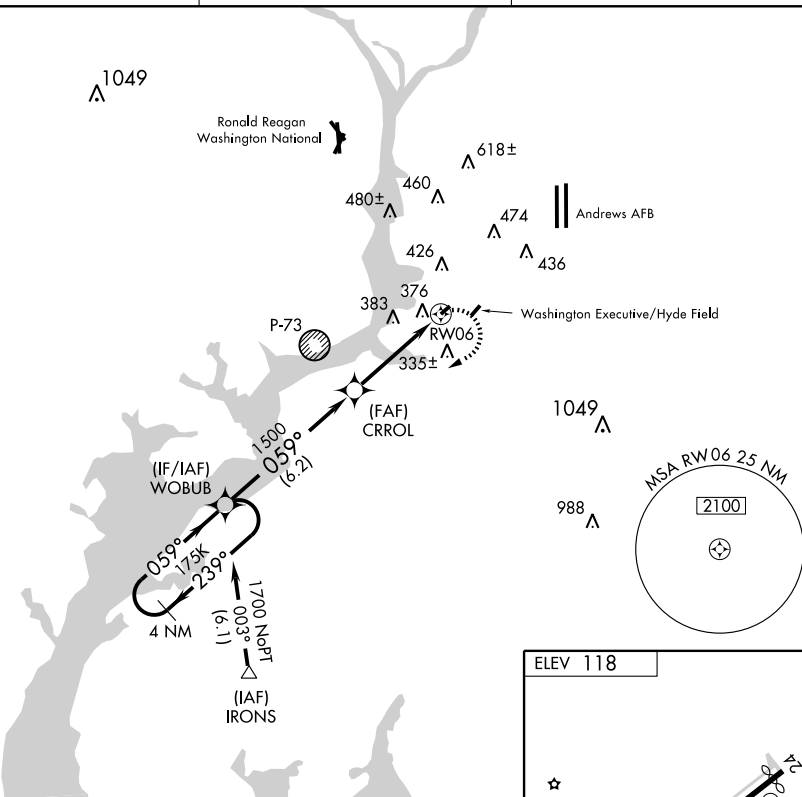 1049
Ronald Reagan
Washington National
618±
460
480±
474
Andrews AFB
426
436
376
383
P-73
Washington Executive/Hyde Field
RW06
335±
(FAF)
CRROL
1049
1500
059°
(6.2)
(IF/IAF)
WOBUB
MSA RW06 25 NM
2100
988
059°
175K
239°
4 NM
1700 NoPT
003°
(6.1)
(IAF)
IRONS
ELEV 118
24